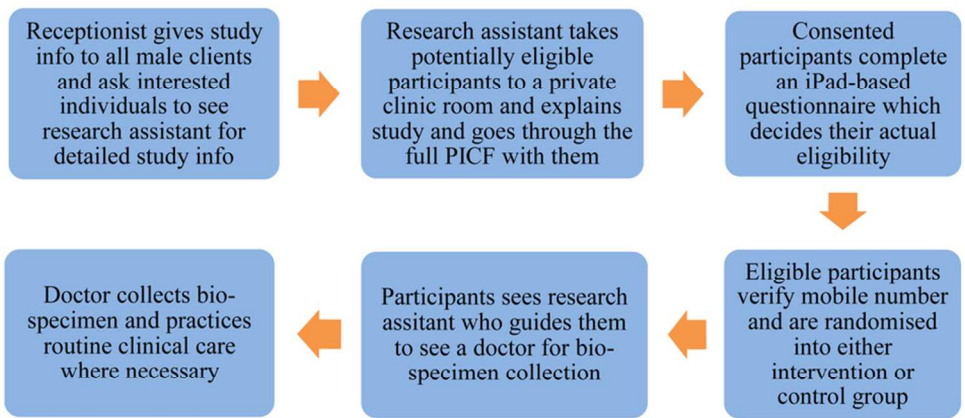 Receptionist gives study
info to all male clients
and ask interested
individuals to see
research assistant for
detailed study info
Research assistant takes
potentially eligible
participants to a private
clinic room and explains
study and goes through the
full PICF with them
Consented
participants complete
an iPad-based
questionnaire which
decides their actual
eligibility
Eligible participants
verify mobile number
and are randomised
into either
intervention or
control group
Participants sees research
assitant who guides them
to see a doctor for bio-
specimen collection
Doctor collects bio-
specimen and practices
routine clinical care
where necessary